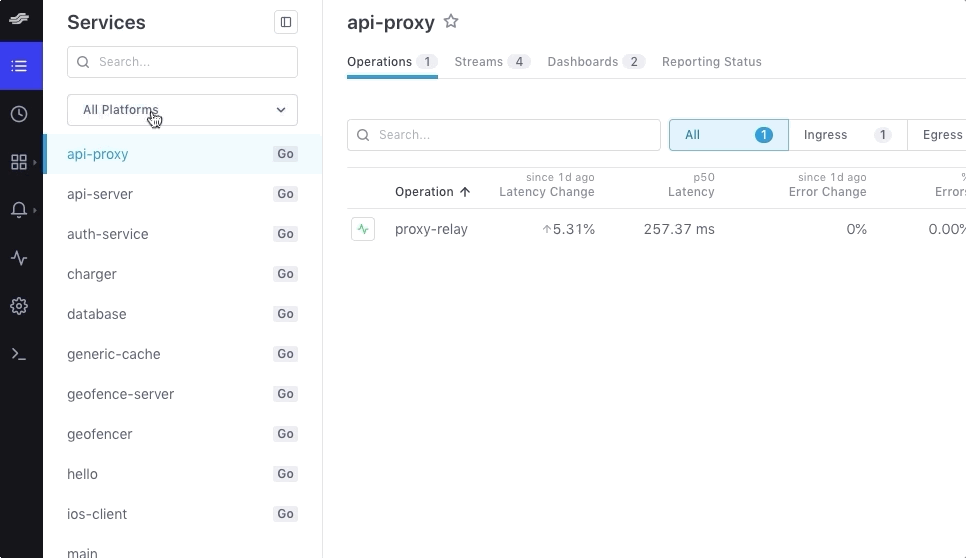 Services
Search...
All Platforms
api-proxy Go
api-server Go
auth-service Go
charger Go
database Go
generic-cache Go
geofence-server Go
geofencer Go
hello Go
ios-client Go
main
api-proxy
Operations 1 Streams 4 Dashboards 2 Reporting Status
Search...
All 1 Ingress 1 Egress
since 1d ago p50 since 1d ago %
Operation ↑ Latency Change Latency Error Change Errors
proxy-relay ↑5.31% 257.37 ms 0% 0.00%